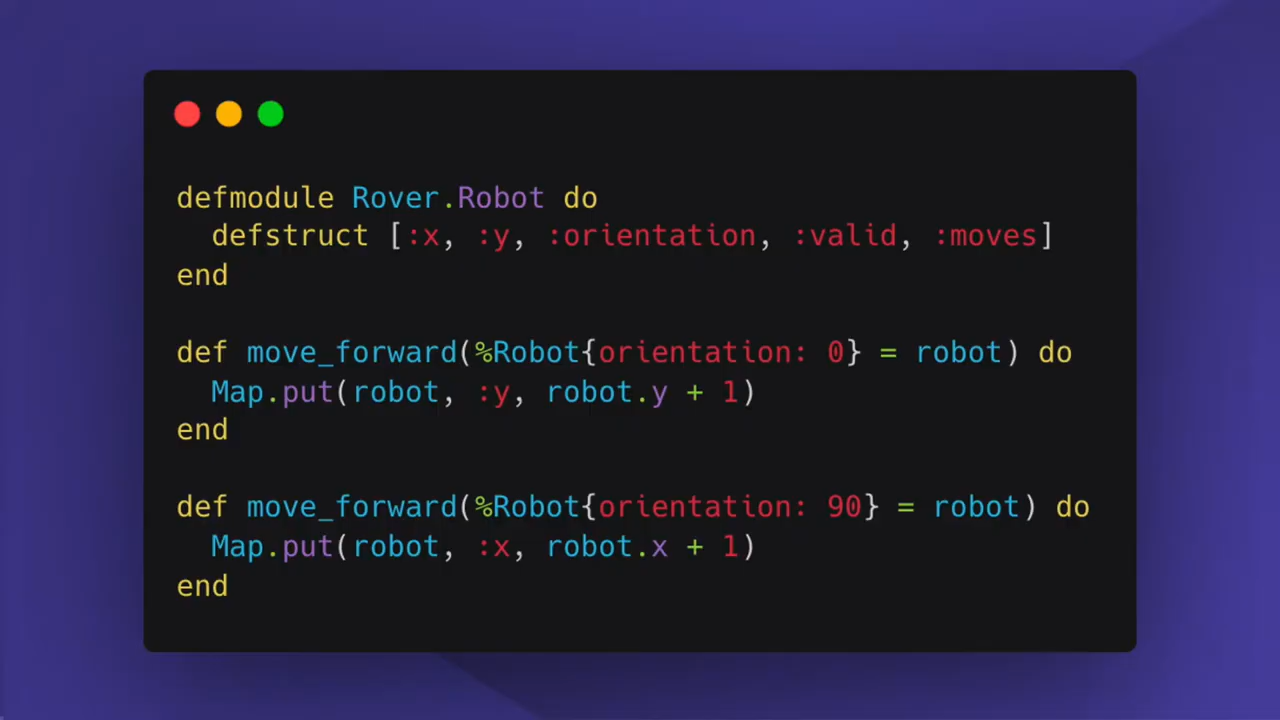 defmodule Rover.Robot do
  defstruct [:x, :y, :orientation, :valid, :moves]
end

def move_forward(%Robot{orientation: 0} = robot) do
  Map.put(robot, :y, robot.y + 1)
end

def move_forward(%Robot{orientation: 90} = robot) do
  Map.put(robot, :x, robot.x + 1)
end